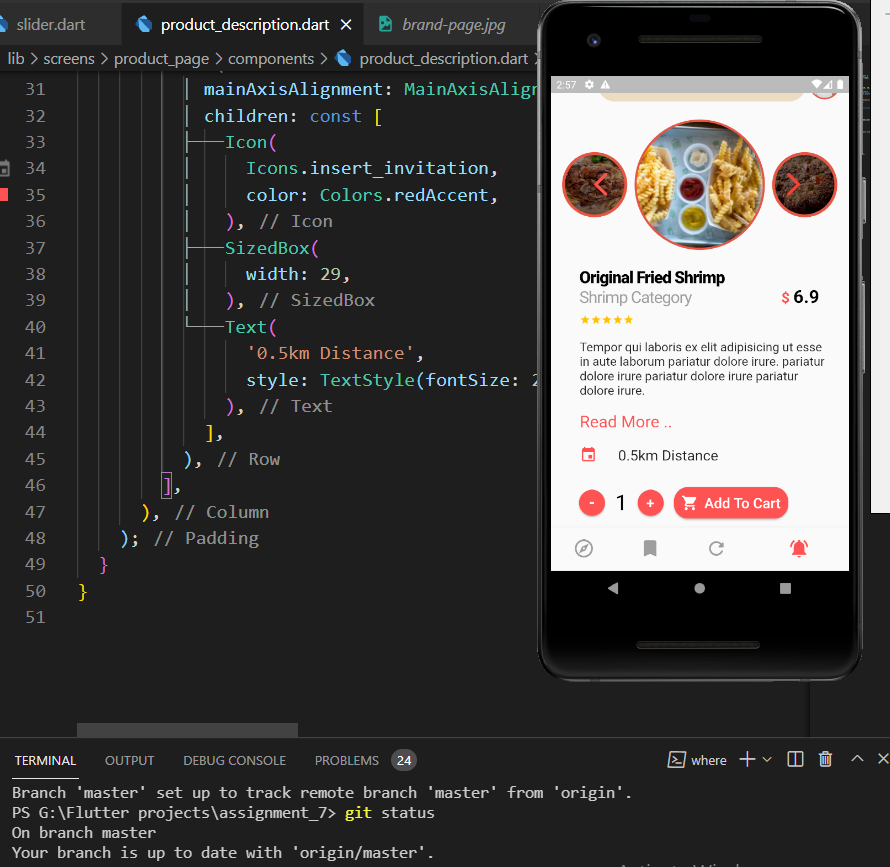 slider.dart
product_description.dart
brand-page.jpg
lib > screens > product_page > components > product_description.dart >
31 mainAxisAlignment: MainAxisAlign
32 children: const [
33 Icon(
34 Icons.insert_invitation,
35 color: Colors.redAccent,
36 ), // Icon
37 SizedBox(
38 width: 29,
39 ), // SizedBox
40 Text(
41 '0.5km Distance',
42 style: TextStyle(fontSize:
43 ), // Text
44 ],
45 ), // Row
46 ],
47 ), // Column
48 ); // Padding
49 }
50 }
51
2:57
Original Fried Shrimp
Shrimp Category
$ 6.9
Tempor qui laboris ex elit adipisicing ut esse
in aute laborum pariatur dolore irure. pariatur
dolore irure pariatur dolore irure pariatur
dolore irure.
Read More ..
0.5km Distance
- 1 + Add To Cart
TERMINAL OUTPUT DEBUG CONSOLE PROBLEMS 24
where
Branch 'master' set up to track remote branch 'master' from 'origin'.
PS G:\Flutter projects\assignment_7> git status
On branch master
Your branch is up to date with 'origin/master'.